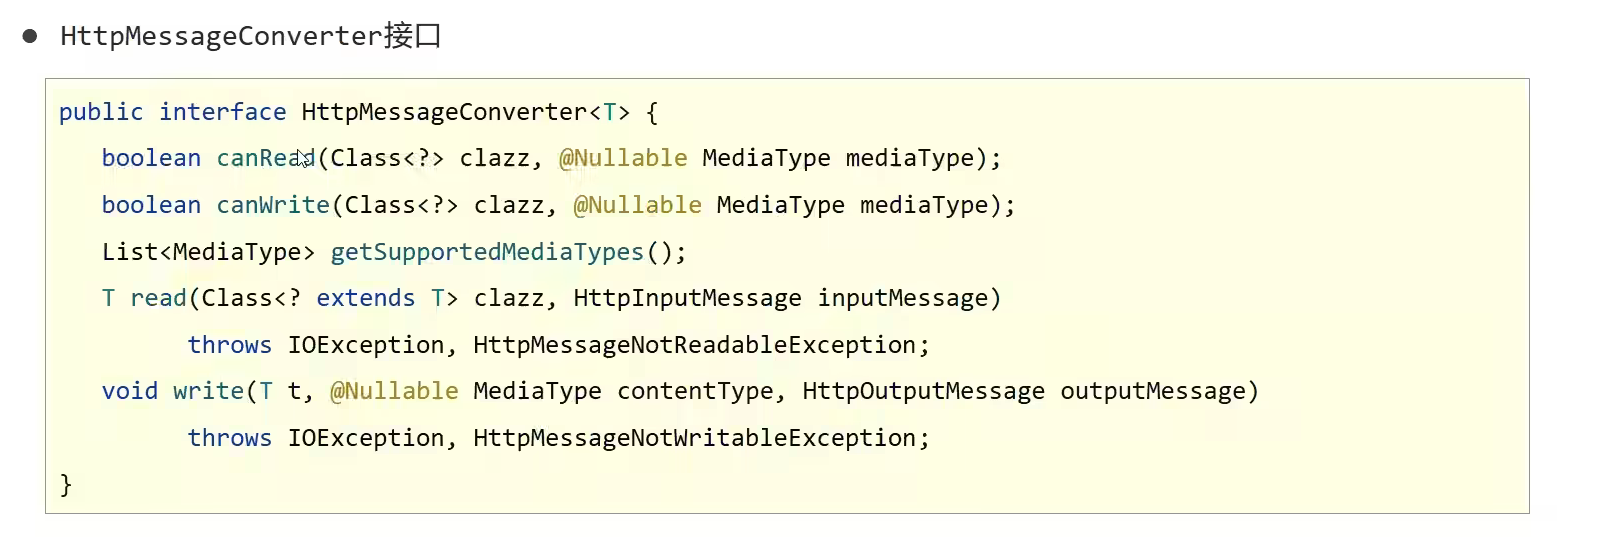 ● HttpMessageConverter接口
public interface HttpMessageConverter<T> {
boolean canRead(Class<?> clazz, @Nullable MediaType mediaType);
boolean canWrite(Class<?> clazz, @Nullable MediaType mediaType);
List<MediaType> getSupportedMediaTypes();
T read(Class<? extends T> clazz, HttpInputMessage inputMessage)
throws IOException, HttpMessageNotReadableException;
void write(T t, @Nullable MediaType contentType, HttpOutputMessage outputMessage)
throws IOException, HttpMessageNotWritableException;
}